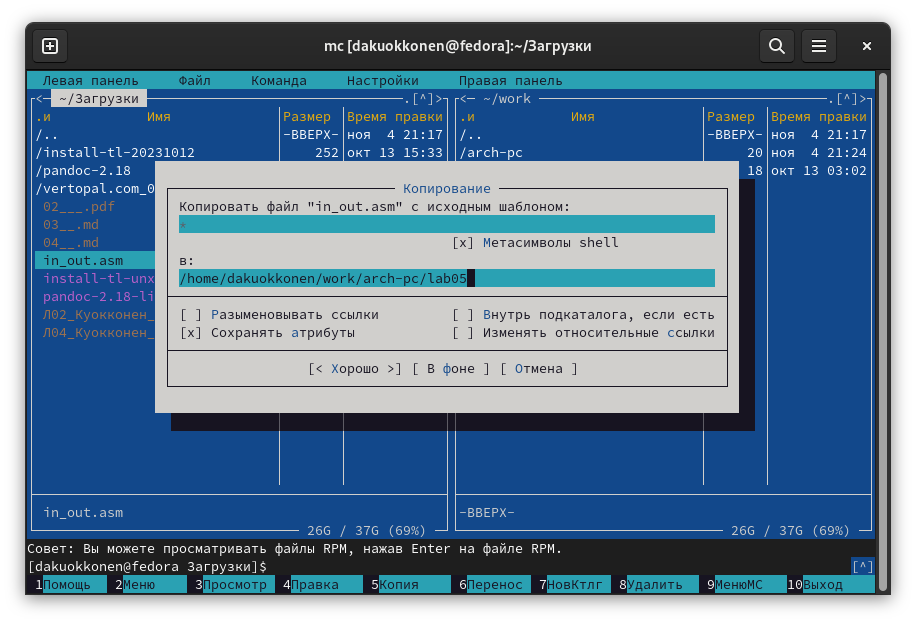 mc [dakuokkonen@fedora]:~/Загрузки
Левая панель Файл Команда Настройки Правая панель
<— ~/Загрузки .[^]> <— ~/work .[^]>
.и Имя Размер Время правки .и Имя Размер Время правки
/.. -ВВЕРХ- ноя 4 21:17 /.. -ВВЕРХ- ноя 4 21:17
/install-tl-20231012 252 окт 13 15:33 /arch-pc 20 ноя 4 21:24
/pandoc-2.18 18 окт 13 03:02
/vertopal.com_0
Копирование
02___.pdf
Копировать файл "in_out.asm" с исходным шаблоном:
03__.md
*
04__.md
[x] Метасимволы shell
in_out.asm
в:
install-tl-unx
/home/dakuokkonen/work/arch-pc/lab05
pandoc-2.18-li
Л02_Куокконен_
[ ] Разыменовывать ссылки [ ] Внутрь подкаталога, если есть
Л04_Куокконен_
[x] Сохранять атрибуты [ ] Изменять относительные ссылки
[< Хорошо >] [ В фоне ] [ Отмена ]
in_out.asm -ВВЕРХ-
26G / 37G (69%) 26G / 37G (69%)
Совет: Вы можете просматривать файлы RPM, нажав Enter на файле RPM.
[dakuokkonen@fedora Загрузки]$ [^]
1Помощь 2Меню 3Просмотр 4Правка 5Копия 6Перенос 7НовКтлг 8Удалить 9МенюМС 10Выход